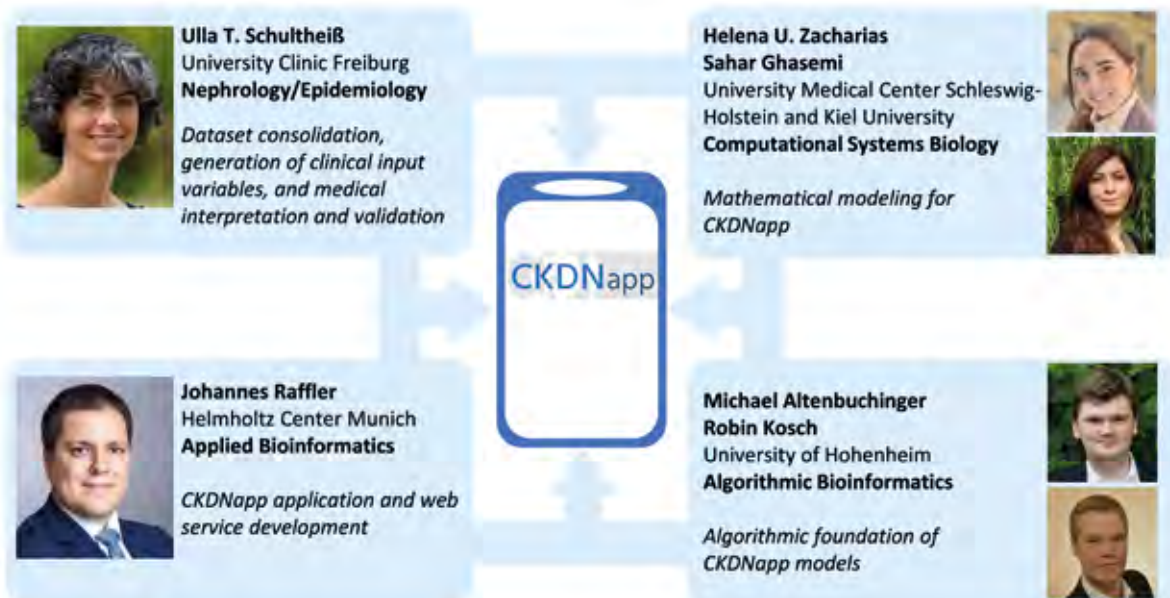 Ulla T. Schultheiß
University Clinic Freiburg
Nephrology/Epidemiology
Dataset consolidation,
generation of clinical input
variables, and medical
interpretation and validation
Helena U. Zacharias
Sahar Ghasemi
University Medical Center Schleswig-
Holstein and Kiel University
Computational Systems Biology
Mathematical modeling for
CKDNapp
CKDNapp
Johannes Raffler
Helmholtz Center Munich
Applied Bioinformatics
CKDNapp application and web
service development
Michael Altenbuchinger
Robin Kosch
University of Hohenheim
Algorithmic Bioinformatics
Algorithmic foundation of
CKDNapp models